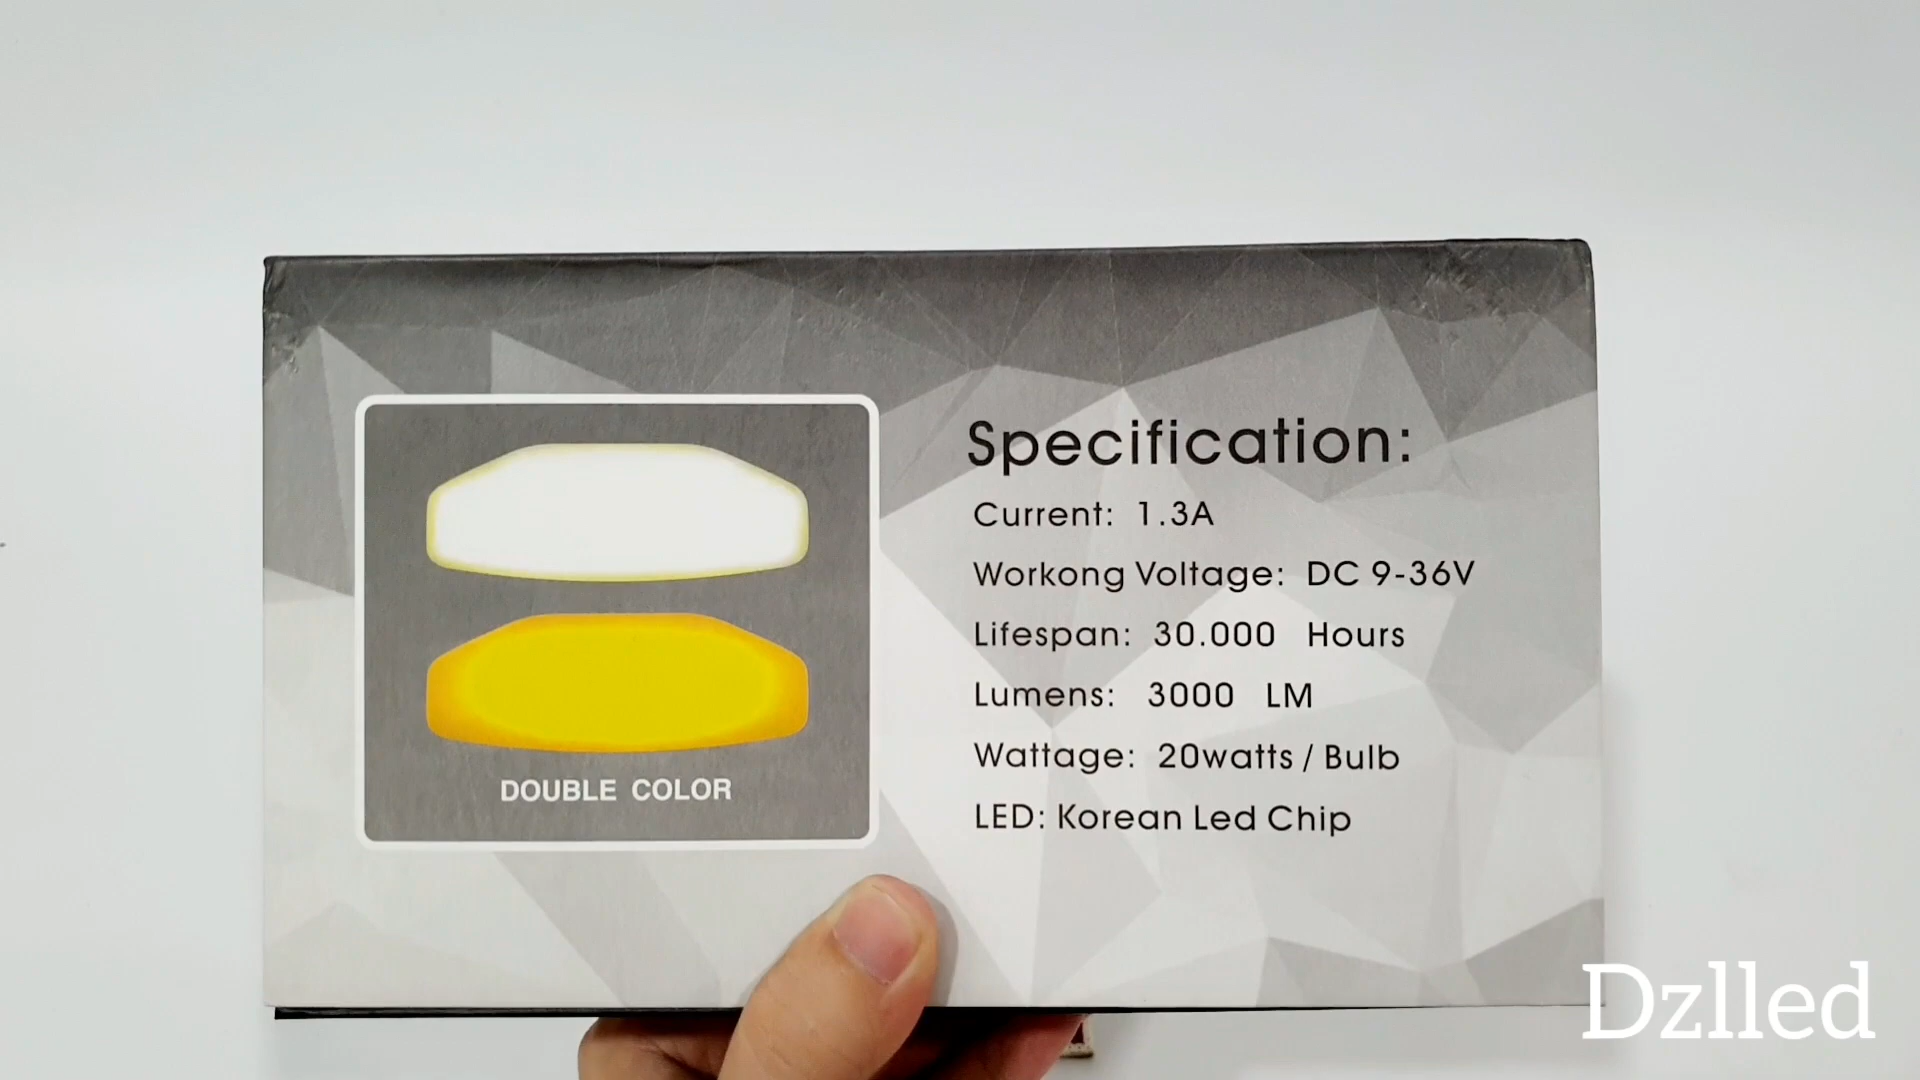 Specification:
Current: 1.3A
Workong Voltage: DC 9-36V
Lifespan: 30.000 Hours
Lumens: 3000 LM
Wattage: 20watts / Bulb
LED: Korean Led Chip
DOUBLE COLOR
Dzlled